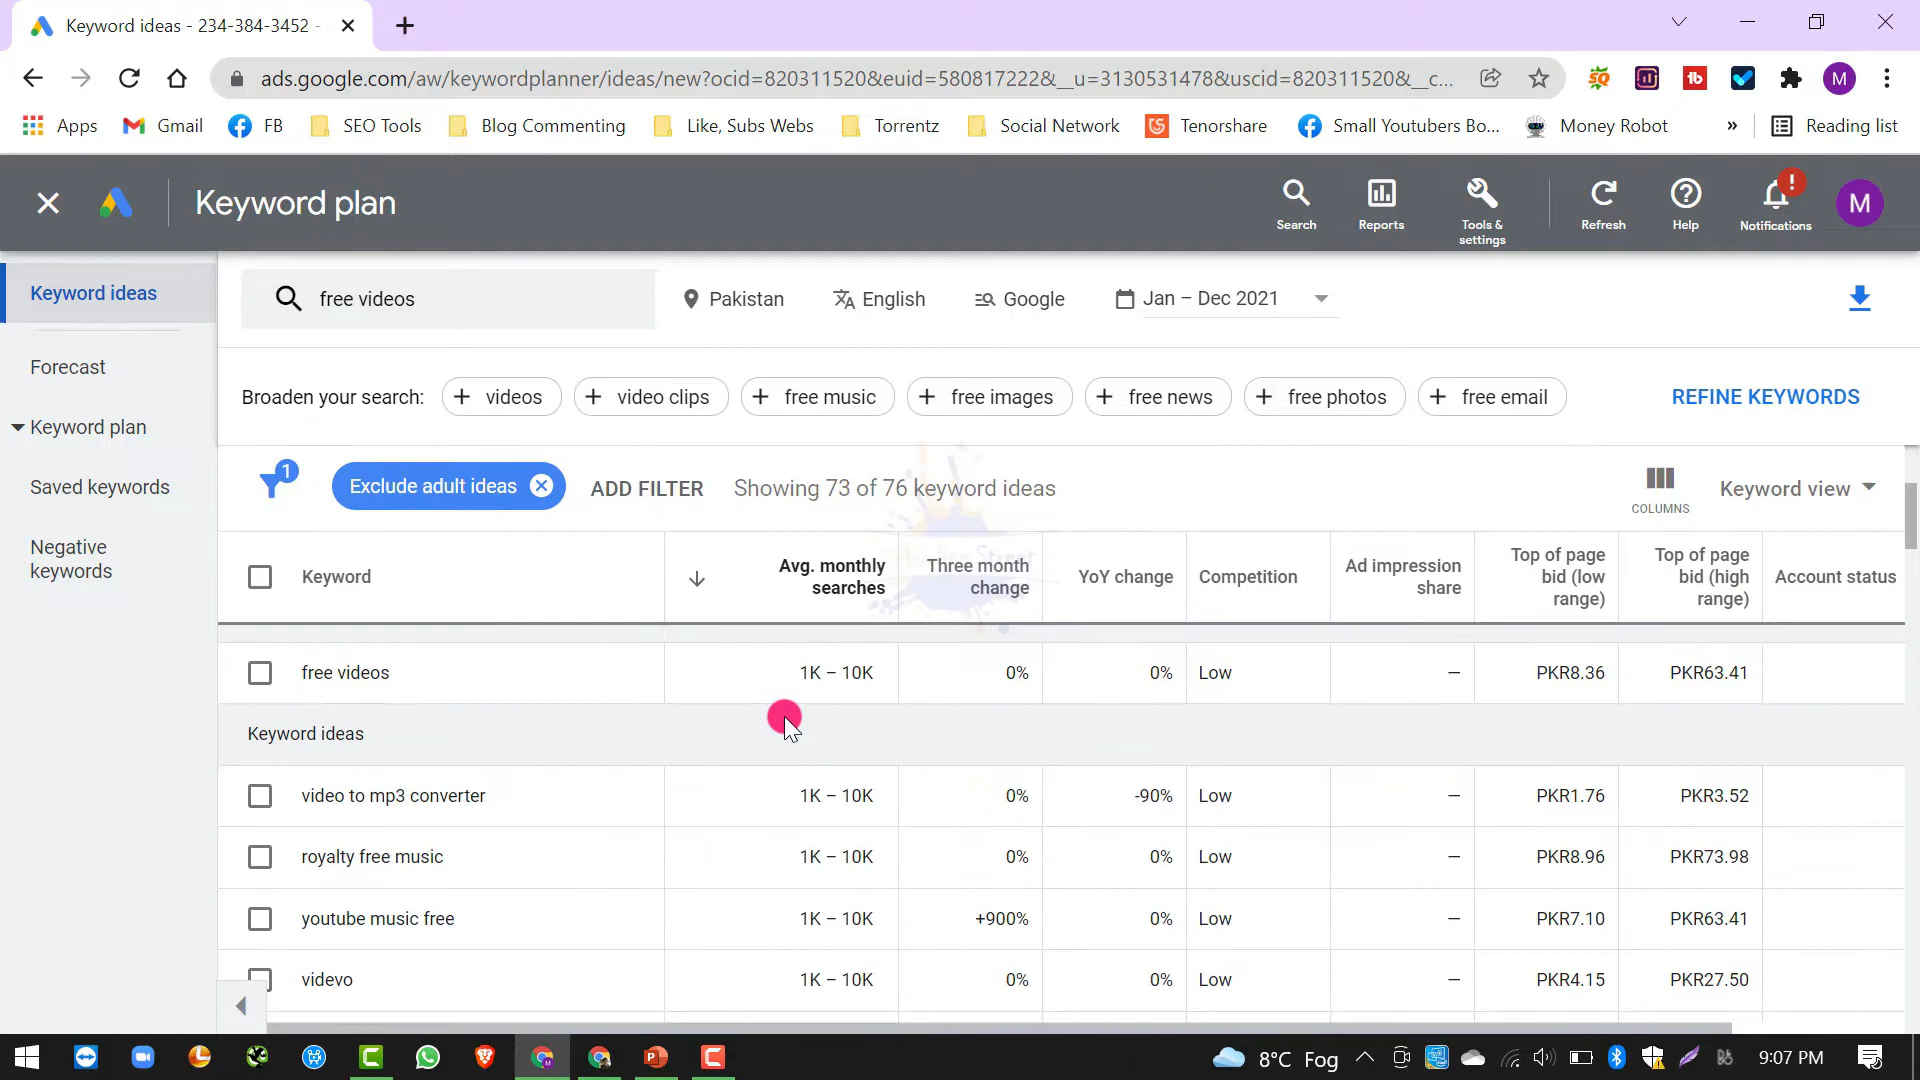 Keyword ideas - 234-384-3452 -
ads.google.com/aw/keywordplanner/ideas/new?ocid=820311520&euid=580817222&__u=3130531478&uscid=820311520&__c...
M
Apps
Gmail
FB
SEO Tools
Blog Commenting
Like, Subs Webs
Torrentz
Social Network
Tenorshare
Small Youtubers Bo...
Money Robot
»
Reading list
Keyword plan
Search
Reports
Tools &
settings
Refresh
Help
Notifications
M
Keyword ideas
Forecast
Keyword plan
Saved keywords
Negative
keywords
free videos
Pakistan
English
Google
Jan – Dec 2021
Broaden your search:
videos
video clips
free music
free images
free news
free photos
free email
REFINE KEYWORDS
1
Exclude adult ideas
ADD FILTER
Showing 73 of 76 keyword ideas
COLUMNS
Keyword view
Keyword
Avg. monthly
searches
Three month
change
YoY change
Competition
Ad impression
share
Top of page
bid (low
range)
Top of page
bid (high
range)
Account status
free videos 1K – 10K 0% 0% Low — PKR8.36 PKR63.41
Keyword ideas
video to mp3 converter 1K – 10K 0% -90% Low — PKR1.76 PKR3.52
royalty free music 1K – 10K 0% 0% Low — PKR8.96 PKR73.98
youtube music free 1K – 10K +900% 0% Low — PKR7.10 PKR63.41
videvo 1K – 10K 0% 0% Low — PKR4.15 PKR27.50
8°C Fog
9:07 PM